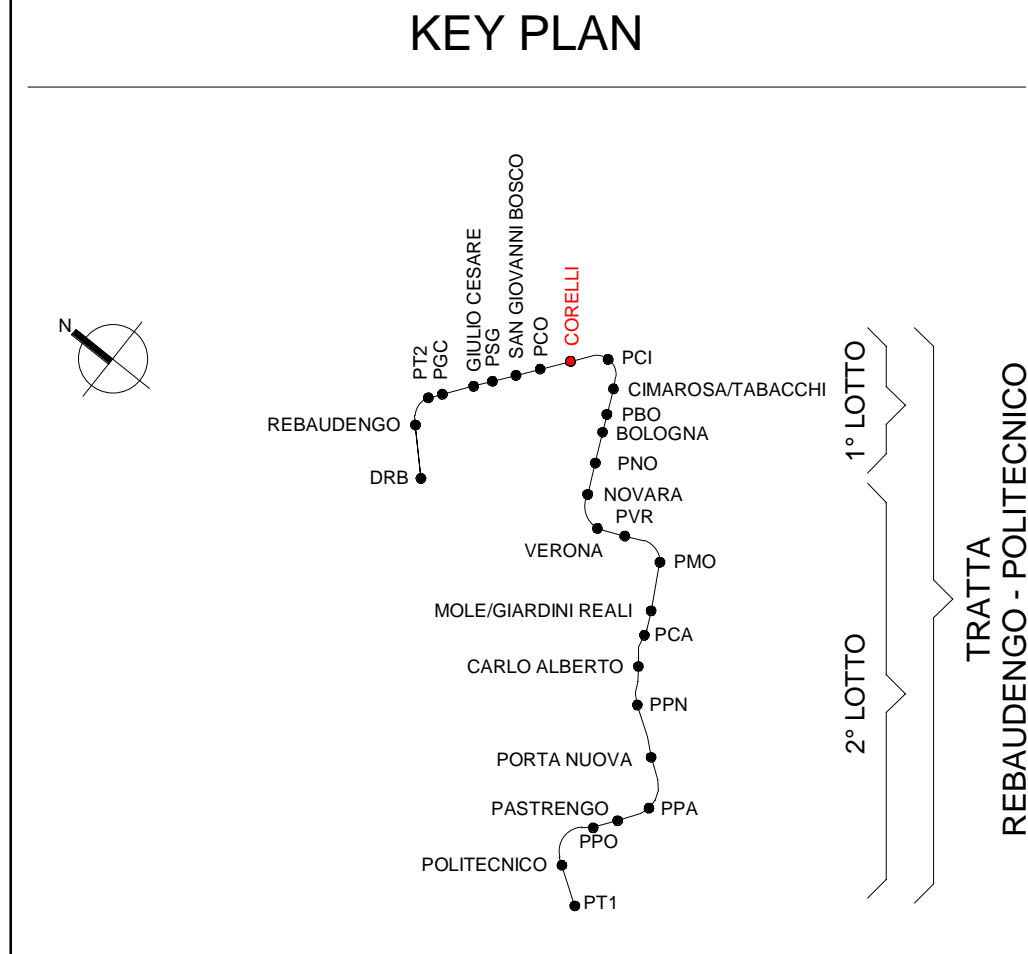 KEY PLAN
N
PT2
PGC
GIULIO CESARE
PSG
SAN GIOVANNI BOSCO
PCO
CORELLI
PCI
CIMAROSA/TABACCHI
REBAUDENGO
PBO
BOLOGNA
PNO
DRB
NOVARA
PVR
VERONA
PMO
MOLE/GIARDINI REALI
PCA
CARLO ALBERTO
PPN
PORTA NUOVA
PASTRENGO
PPA
PPO
POLITECNICO
PT1
1° LOTTO
2° LOTTO
TRATTA
REBAUDENGO - POLITECNICO